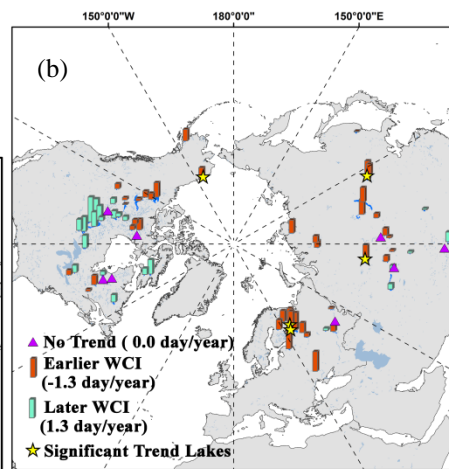 150°0'0"W 180°0'0" 150°0'0"E
(b)
No Trend ( 0.0 day/year)
Earlier WCI
(-1.3 day/year)
Later WCI
(1.3 day/year)
Significant Trend Lakes